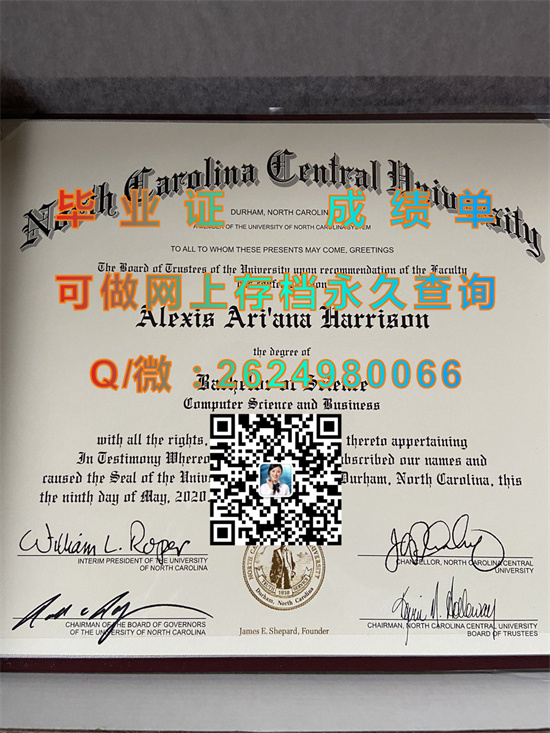 North Carolina Central University
毕业证 成绩单
DURHAM, NORTH CAROLINA
OF THE UNIVERSITY OF NORTH CAROLINA SYSTEM
TO ALL TO WHOM THESE PRESENTS MAY COME, GREETINGS
The Board of Trustees of the University upon recommendation of the Faculty
可做网上存档永久查询
Alexis Ari'ana Harrison
the degree of
Q/微：2624980066
Bachelor of Science
Computer Science and Business
with all the rights, thereto appertaining
In Testimony subscribed our names and
caused the Seal of the Durham, North Carolina, this
the ninth day of May, 2020.
William L. Roper
INTERIM PRESIDENT OF THE UNIVERSITY
OF NORTH CAROLINA
CHANCELLOR, NORTH CAROLINA CENTRAL
UNIVERSITY
CHAIRMAN OF THE BOARD OF GOVERNORS
OF THE UNIVERSITY OF NORTH CAROLINA
James E. Shepard, Founder
CHAIRMAN, NORTH CAROLINA CENTRAL UNIVERSITY
BOARD OF TRUSTEES